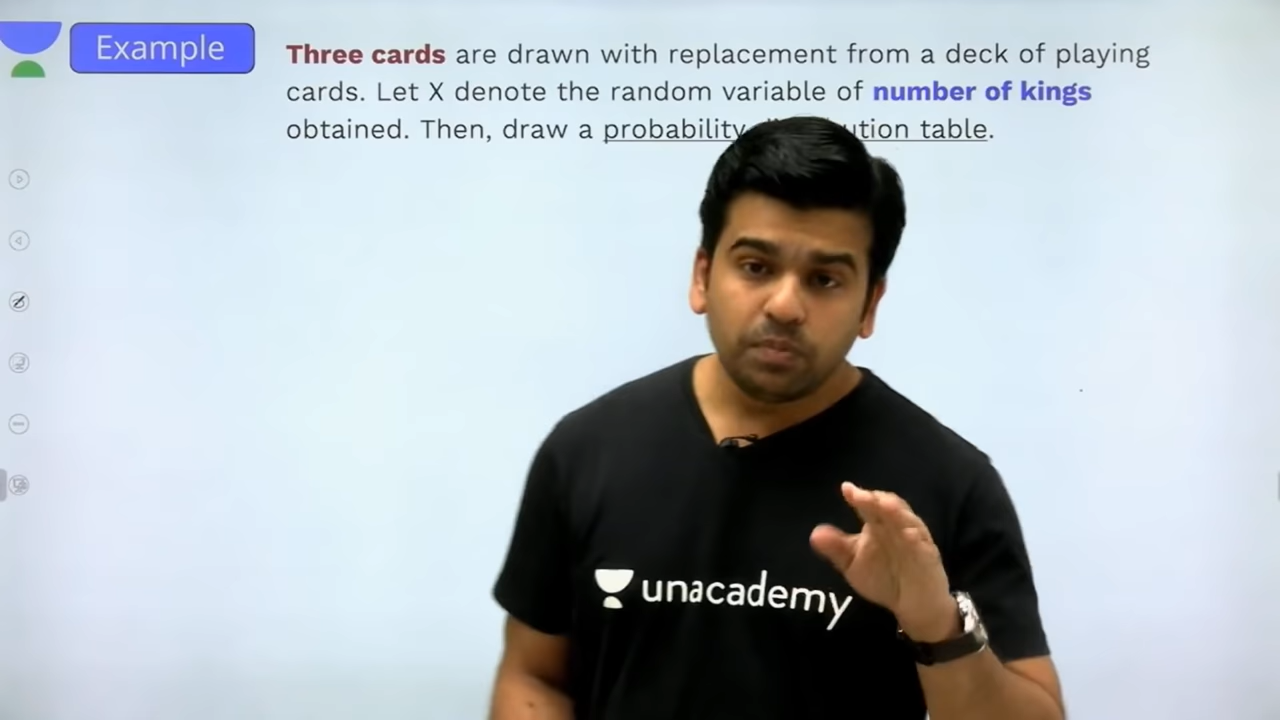 Example
Three cards are drawn with replacement from a deck of playing
cards. Let X denote the random variable of number of kings
obtained. Then, draw a probability ution table.
unacademy